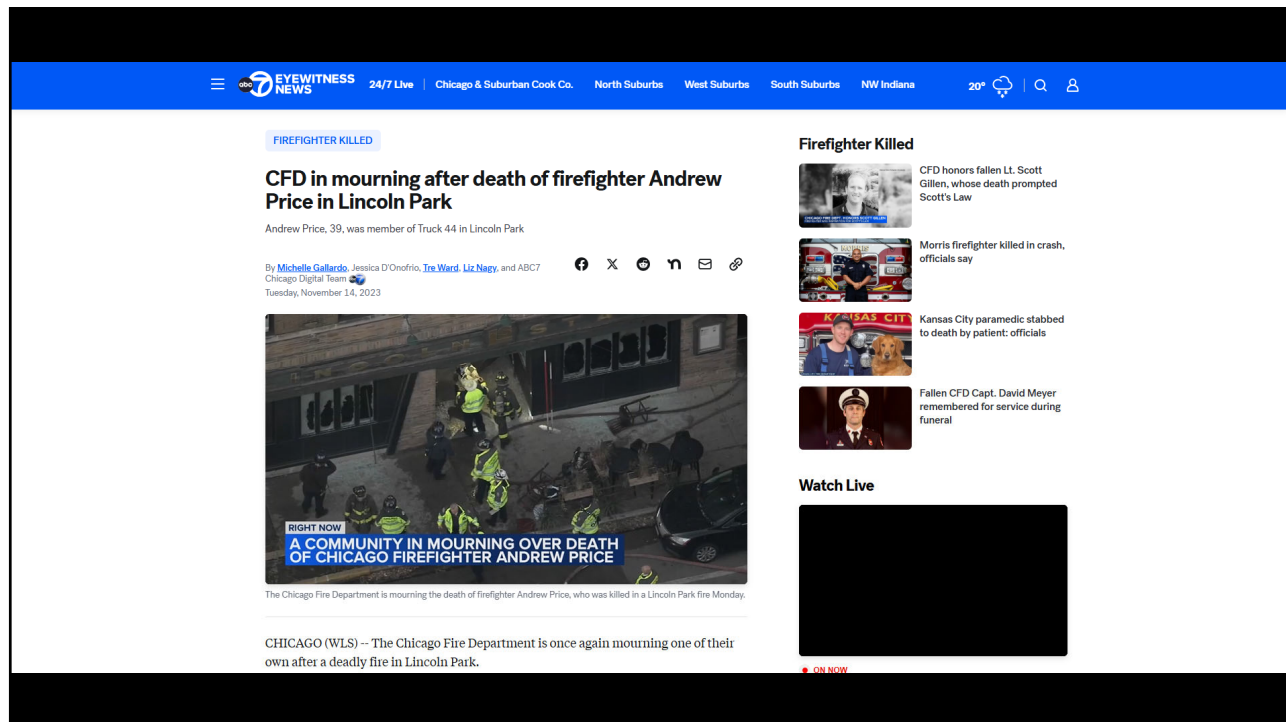 abc 7 EYEWITNESS
NEWS
24/7 Live
Chicago & Suburban Cook Co.
North Suburbs
West Suburbs
South Suburbs
NW Indiana
20°
FIREFIGHTER KILLED
CFD in mourning after death of firefighter Andrew
Price in Lincoln Park
Andrew Price, 39, was member of Truck 44 in Lincoln Park
By Michelle Gallardo, Jessica D'Onofrio, Tre Ward, Liz Nagy, and ABC7
Chicago Digital Team
Tuesday, November 14, 2023
RIGHT NOW
A COMMUNITY IN MOURNING OVER DEATH
OF CHICAGO FIREFIGHTER ANDREW PRICE
The Chicago Fire Department is mourning the death of firefighter Andrew Price, who was killed in a Lincoln Park fire Monday.
CHICAGO (WLS) -- The Chicago Fire Department is once again mourning one of their
own after a deadly fire in Lincoln Park.
Firefighter Killed
CFD honors fallen Lt. Scott
Gillen, whose death prompted
Scott's Law
Morris firefighter killed in crash,
officials say
KANSAS CITY
Kansas City paramedic stabbed
to death by patient: officials
Fallen CFD Capt. David Meyer
remembered for service during
funeral
Watch Live
ON NOW